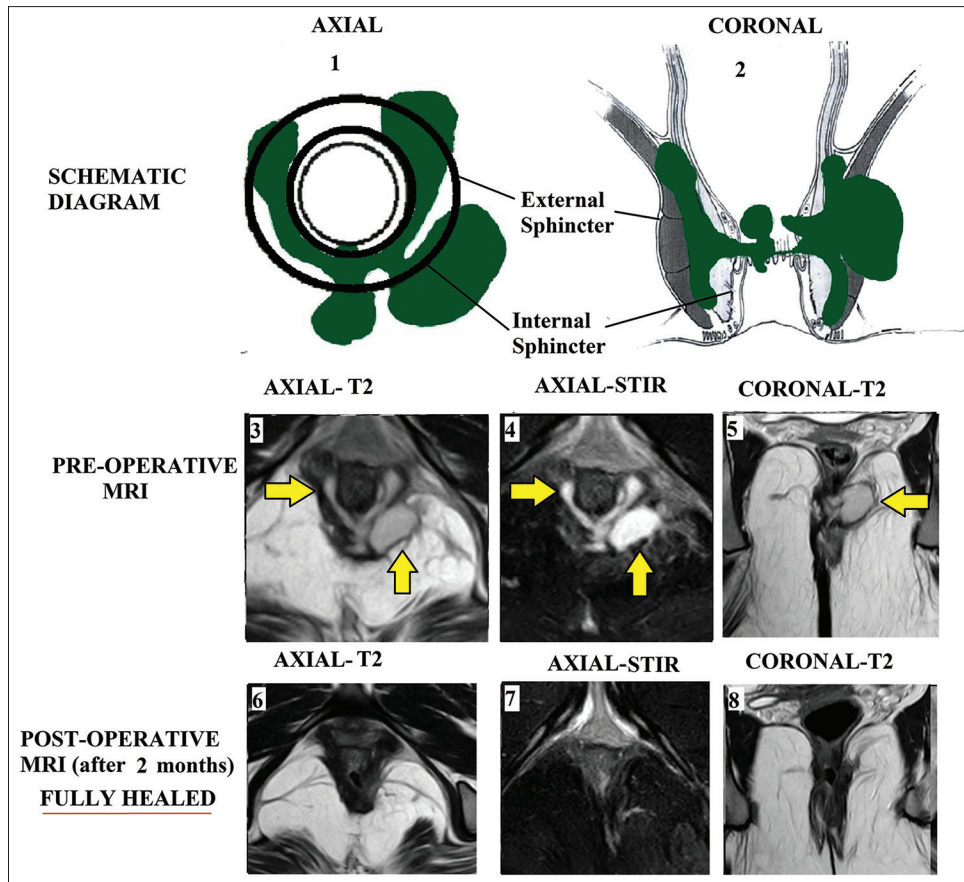 AXIAL
CORONAL
1
2
SCHEMATIC
DIAGRAM
External
Sphincter
Internal
Sphincter
AXIAL- T2
AXIAL-STIR
CORONAL-T2
3
4
5
PRE-OPERATIVE
MRI
AXIAL- T2
AXIAL-STIR
CORONAL-T2
6
7
8
POST-OPERATIVE
MRI (after 2 months)
FULLY HEALED